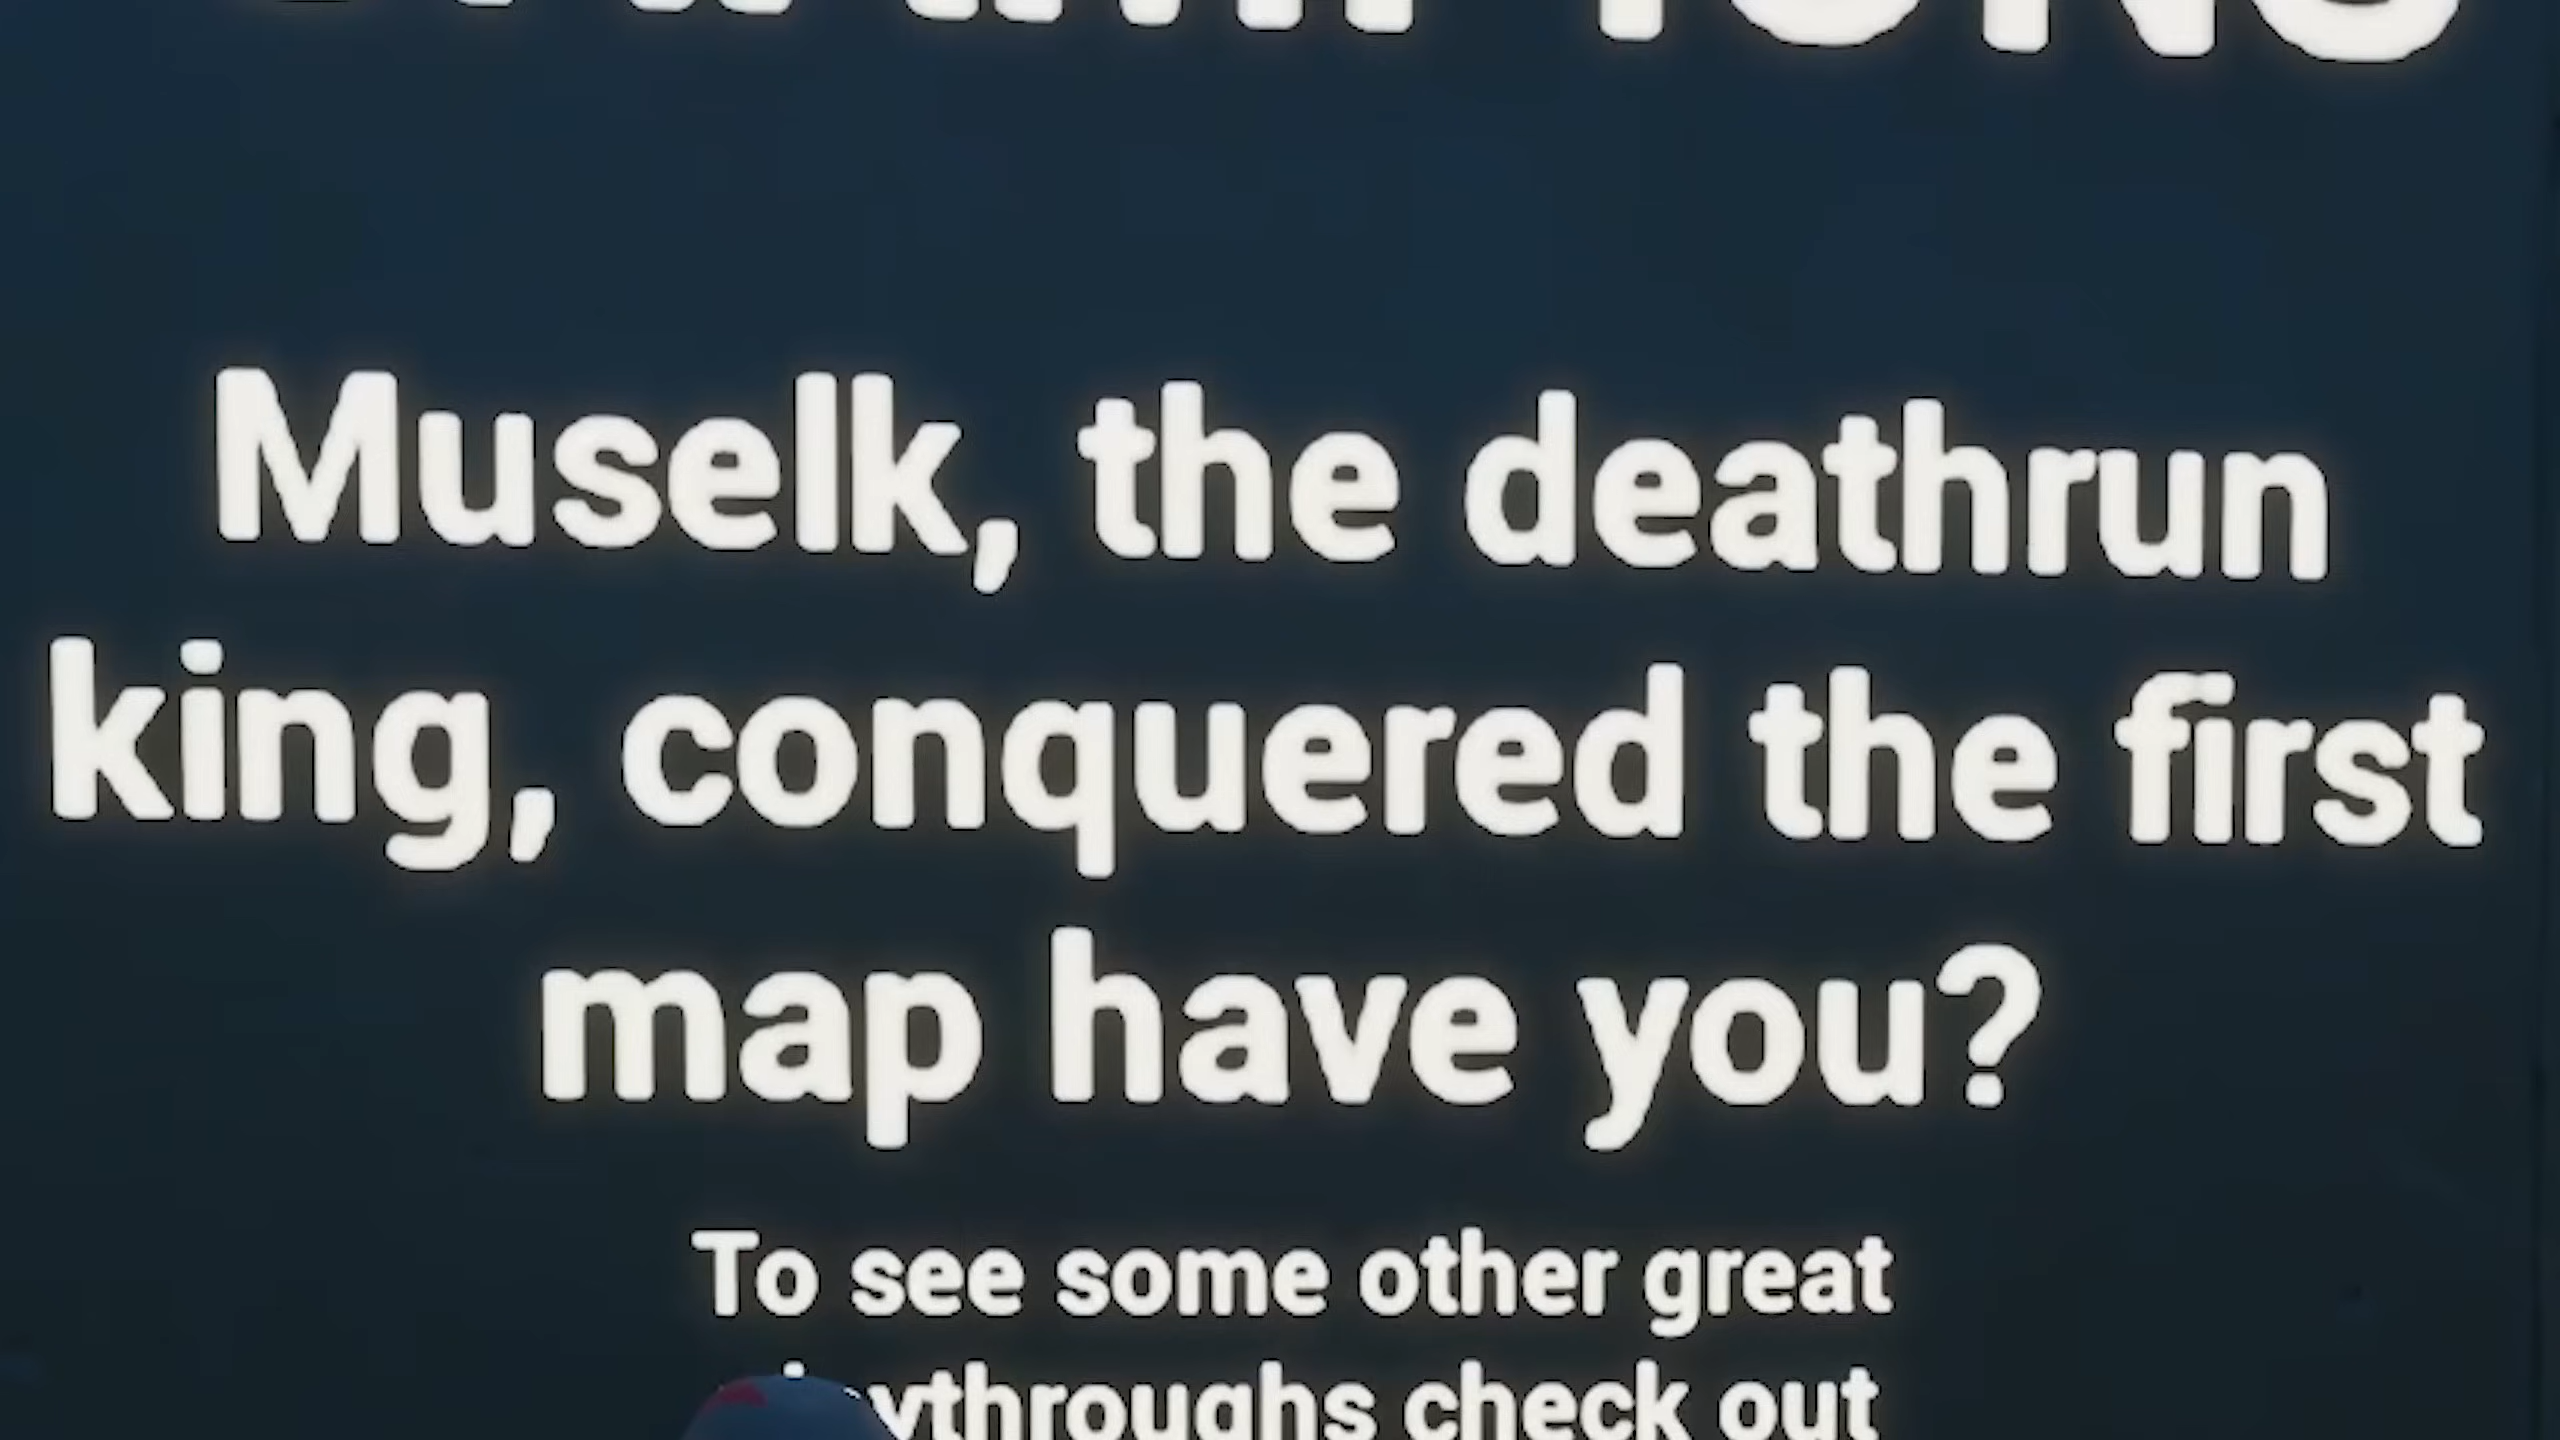 Muselk, the deathrun
king, conquered the first
map have you?
To see some other great
check out